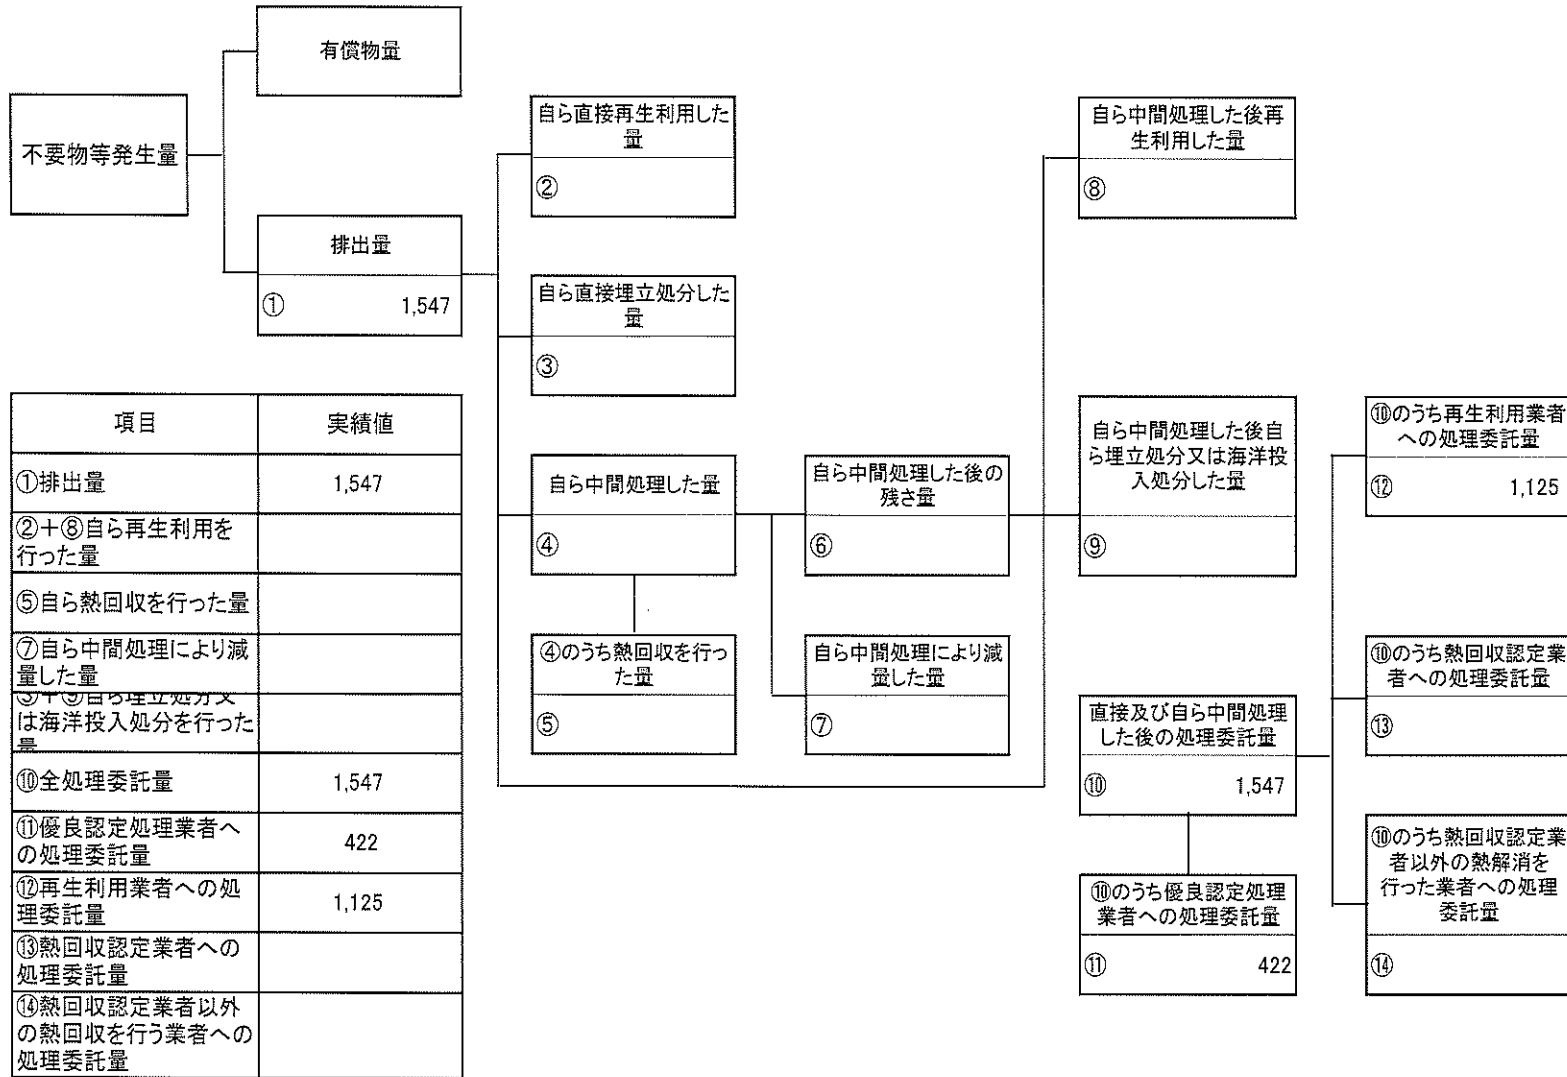 有償物量
不要物等発生量
排出量
① 1,547
自ら直接再生利用した
量
②
自ら直接埋立処分した
量
③
自ら中間処理した量
④
④のうち熱回収を行っ
た量
⑤
自ら中間処理した後の
残さ量
⑥
自ら中間処理により減
量した量
⑦
自ら中間処理した後再
生利用した量
⑧
自ら中間処理した後自
ら埋立処分又は海洋投
入処分した量
⑨
直接及び自ら中間処理
した後の処理委託量
⑩ 1,547
⑩のうち優良認定処理
業者への処理委託量
⑪ 422
⑩のうち再生利用業者
への処理委託量
⑫ 1,125
⑩のうち熱回収認定業
者への処理委託量
⑬
⑩のうち熱回収認定業
者以外の熱解消を
行った業者への処理
委託量
⑭
項目 実績値
①排出量 1,547
②+⑧自ら再生利用を
行った量
⑤自ら熱回収を行った量
⑦自ら中間処理により減
量した量
③+⑨自ら埋立処分又
は海洋投入処分を行った
量
⑩全処理委託量 1,547
⑪優良認定処理業者へ
の処理委託量 422
⑫再生利用業者への処
理委託量 1,125
⑬熱回収認定業者への
処理委託量
⑭熱回収認定業者以外
の熱回収を行う業者への
処理委託量